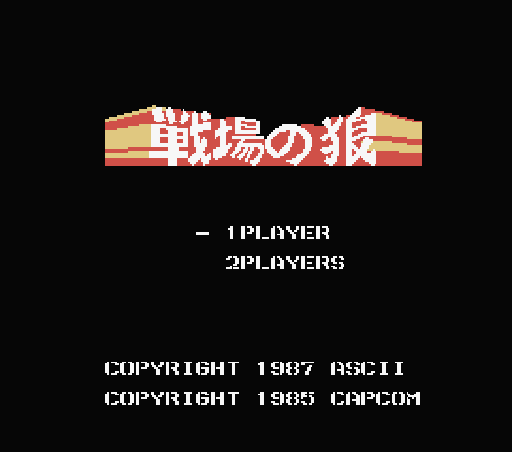 戦場の狼
- 1PLAYER
2PLAYERS
COPYRIGHT 1987 ASCII
COPYRIGHT 1985 CAPCOM